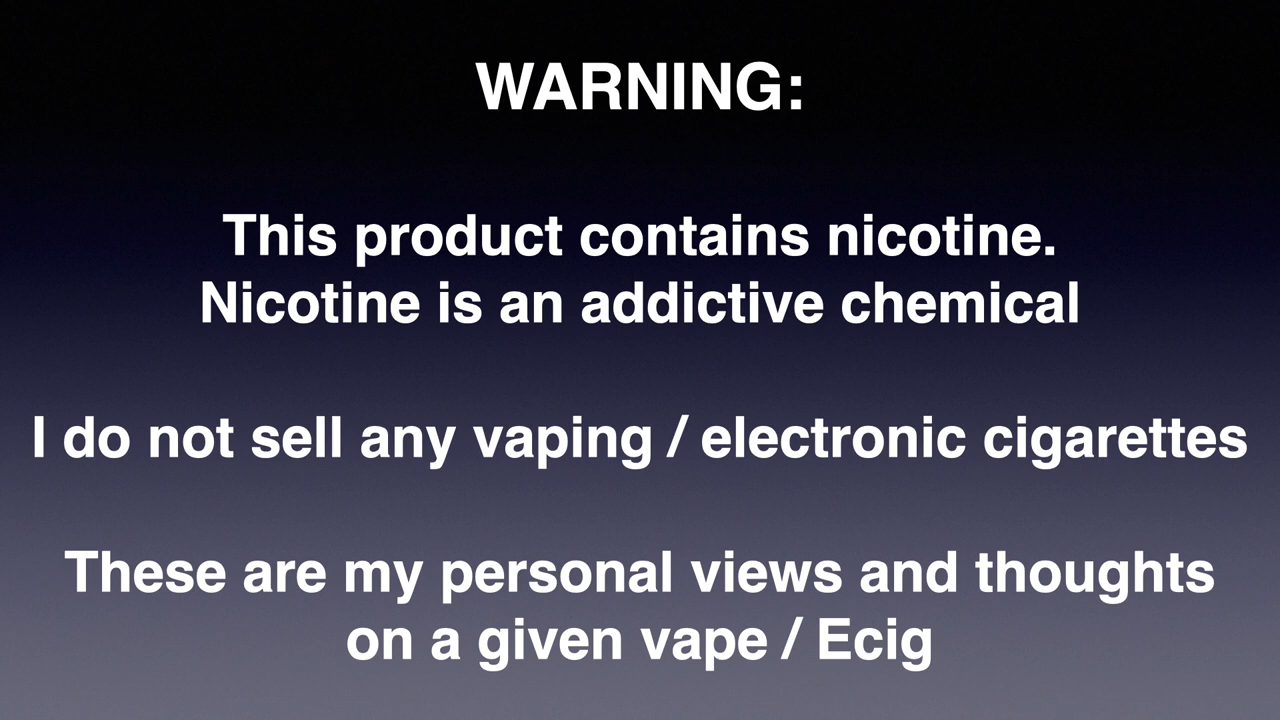 WARNING:
This product contains nicotine.
Nicotine is an addictive chemical
I do not sell any vaping / electronic cigarettes
These are my personal views and thoughts
on a given vape / Ecig